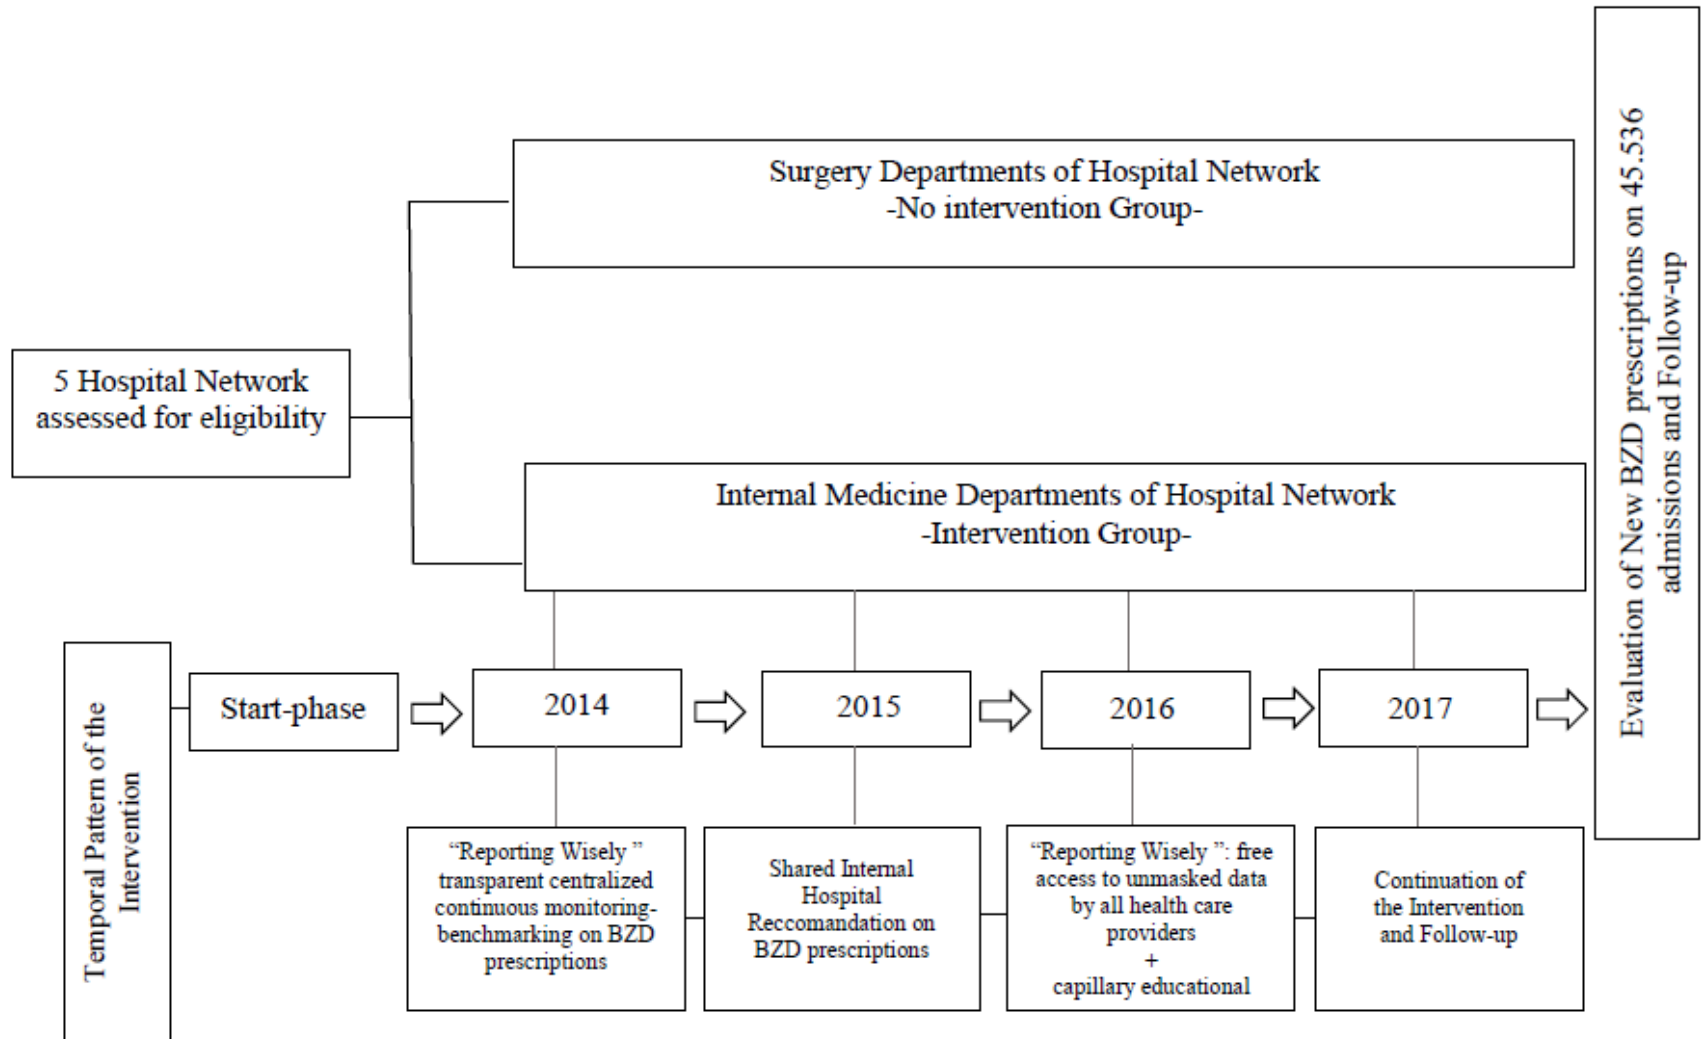 Surgery Departments of Hospital Network
-No intervention Group-
5 Hospital Network
assessed for eligibility
Internal Medicine Departments of Hospital Network
-Intervention Group-
Temporal Pattern of the
Intervention
Start-phase
2014
2015
2016
2017
“Reporting Wisely ”
transparent centralized
continuous monitoring-
benchmarking on BZD
prescriptions
Shared Internal
Hospital
Reccomandation on
BZD prescriptions
“Reporting Wisely ”: free
access to unmasked data
by all health care
providers
+
capillary educational
Continuation of
the Intervention
and Follow-up
Evaluation of New BZD prescriptions on 45.536
admissions and Follow-up